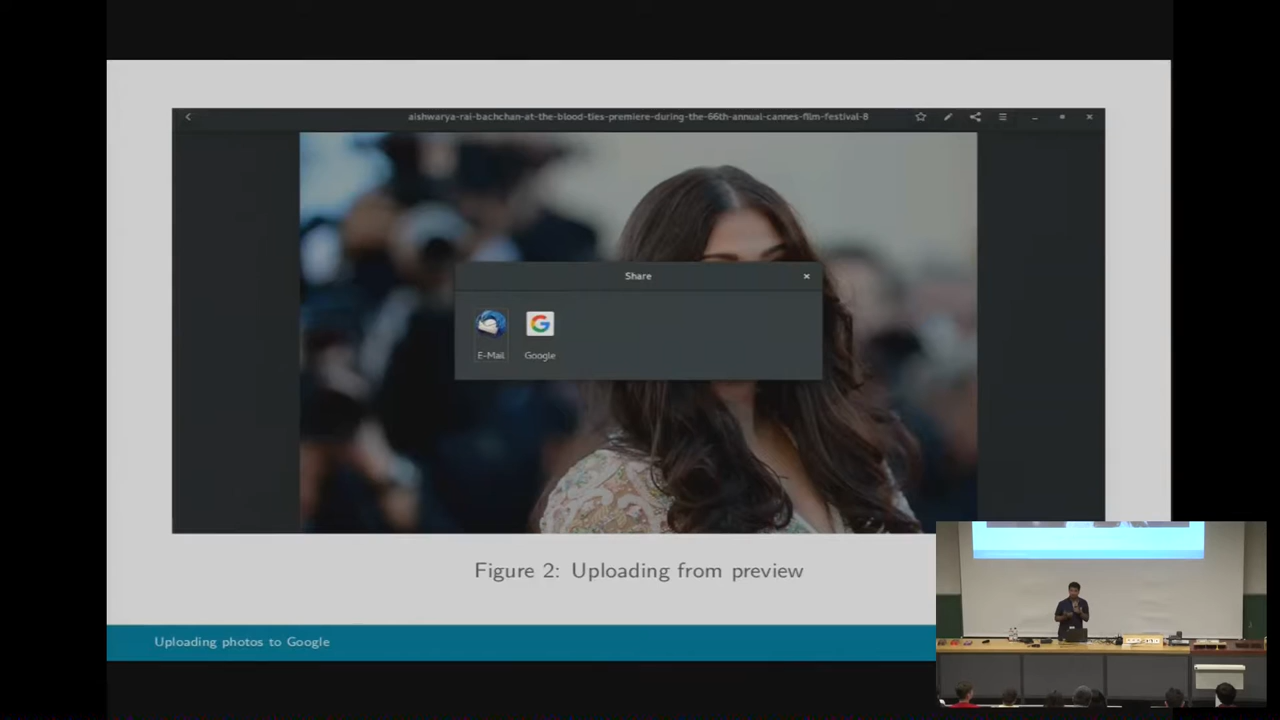 aishwarya-rai-bachchan-at-the-blood-ties-premiere-during-the-66th-annual-cannes-film-festival-8
Share
E-Mail
Google
Figure 2: Uploading from preview
Uploading photos to Google